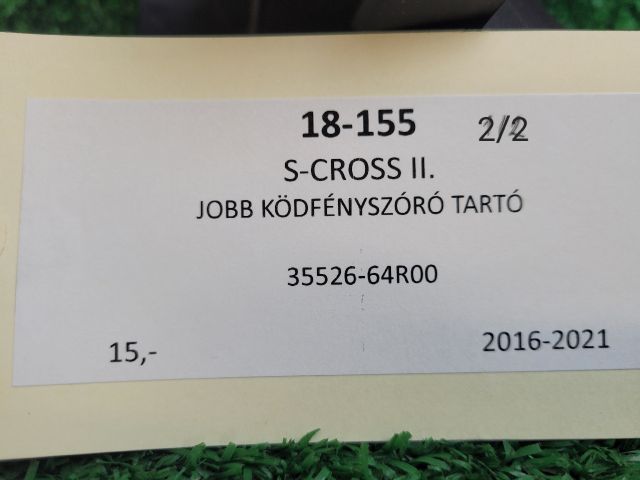 18-155 2/2
S-CROSS II.
JOBB KÖDFÉNYSZÓRÓ TARTÓ
35526-64R00
15,- 2016-2021